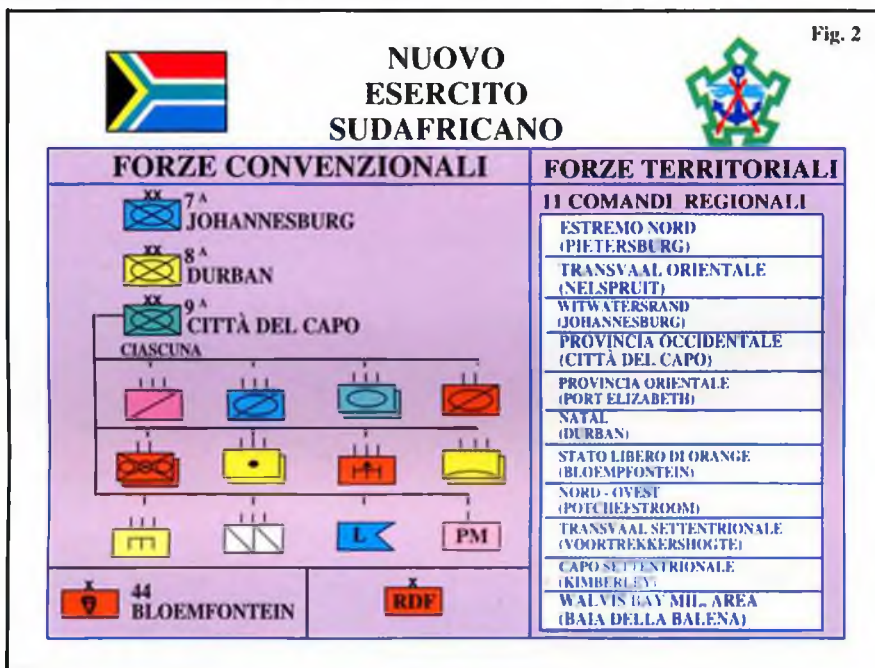 Fig. 2
NUOVO
ESERCITO
SUDAFRICANO
FORZE CONVENZIONALI
XX
7 A
JOHANNESBURG
XX
8 A
DURBAN
XX
9 A
CITTÀ DEL CAPO
CIASCUNA
L
PM
X
44
BLOEMFONTEIN
X
RDF
FORZE TERRITORIALI
11 COMANDI REGIONALI
ESTREMO NORD
(PIETERSBURG)
TRANSVAAL ORIENTALE
(NELSPRUIT)
WITWATERSRAND
(JOHANNESBURG)
PROVINCIA OCCIDENTALE
(CITTÀ DEL CAPO)
PROVINCIA ORIENTALE
(PORT ELIZABETH)
NATAL
(DURBAN)
STATO LIBERO DI ORANGE
(BLOEMPFONTEIN)
NORD - OVEST
(POTCHEFSTROOM)
TRANSVAAL SETTENTRIONALE
(VOORTREKKERSHOGTE)
CAPO SETTENTRIONALE
(KIMBERLEY)
WALVIS BAY MIL. AREA
(BAIA DELLA BALENA)